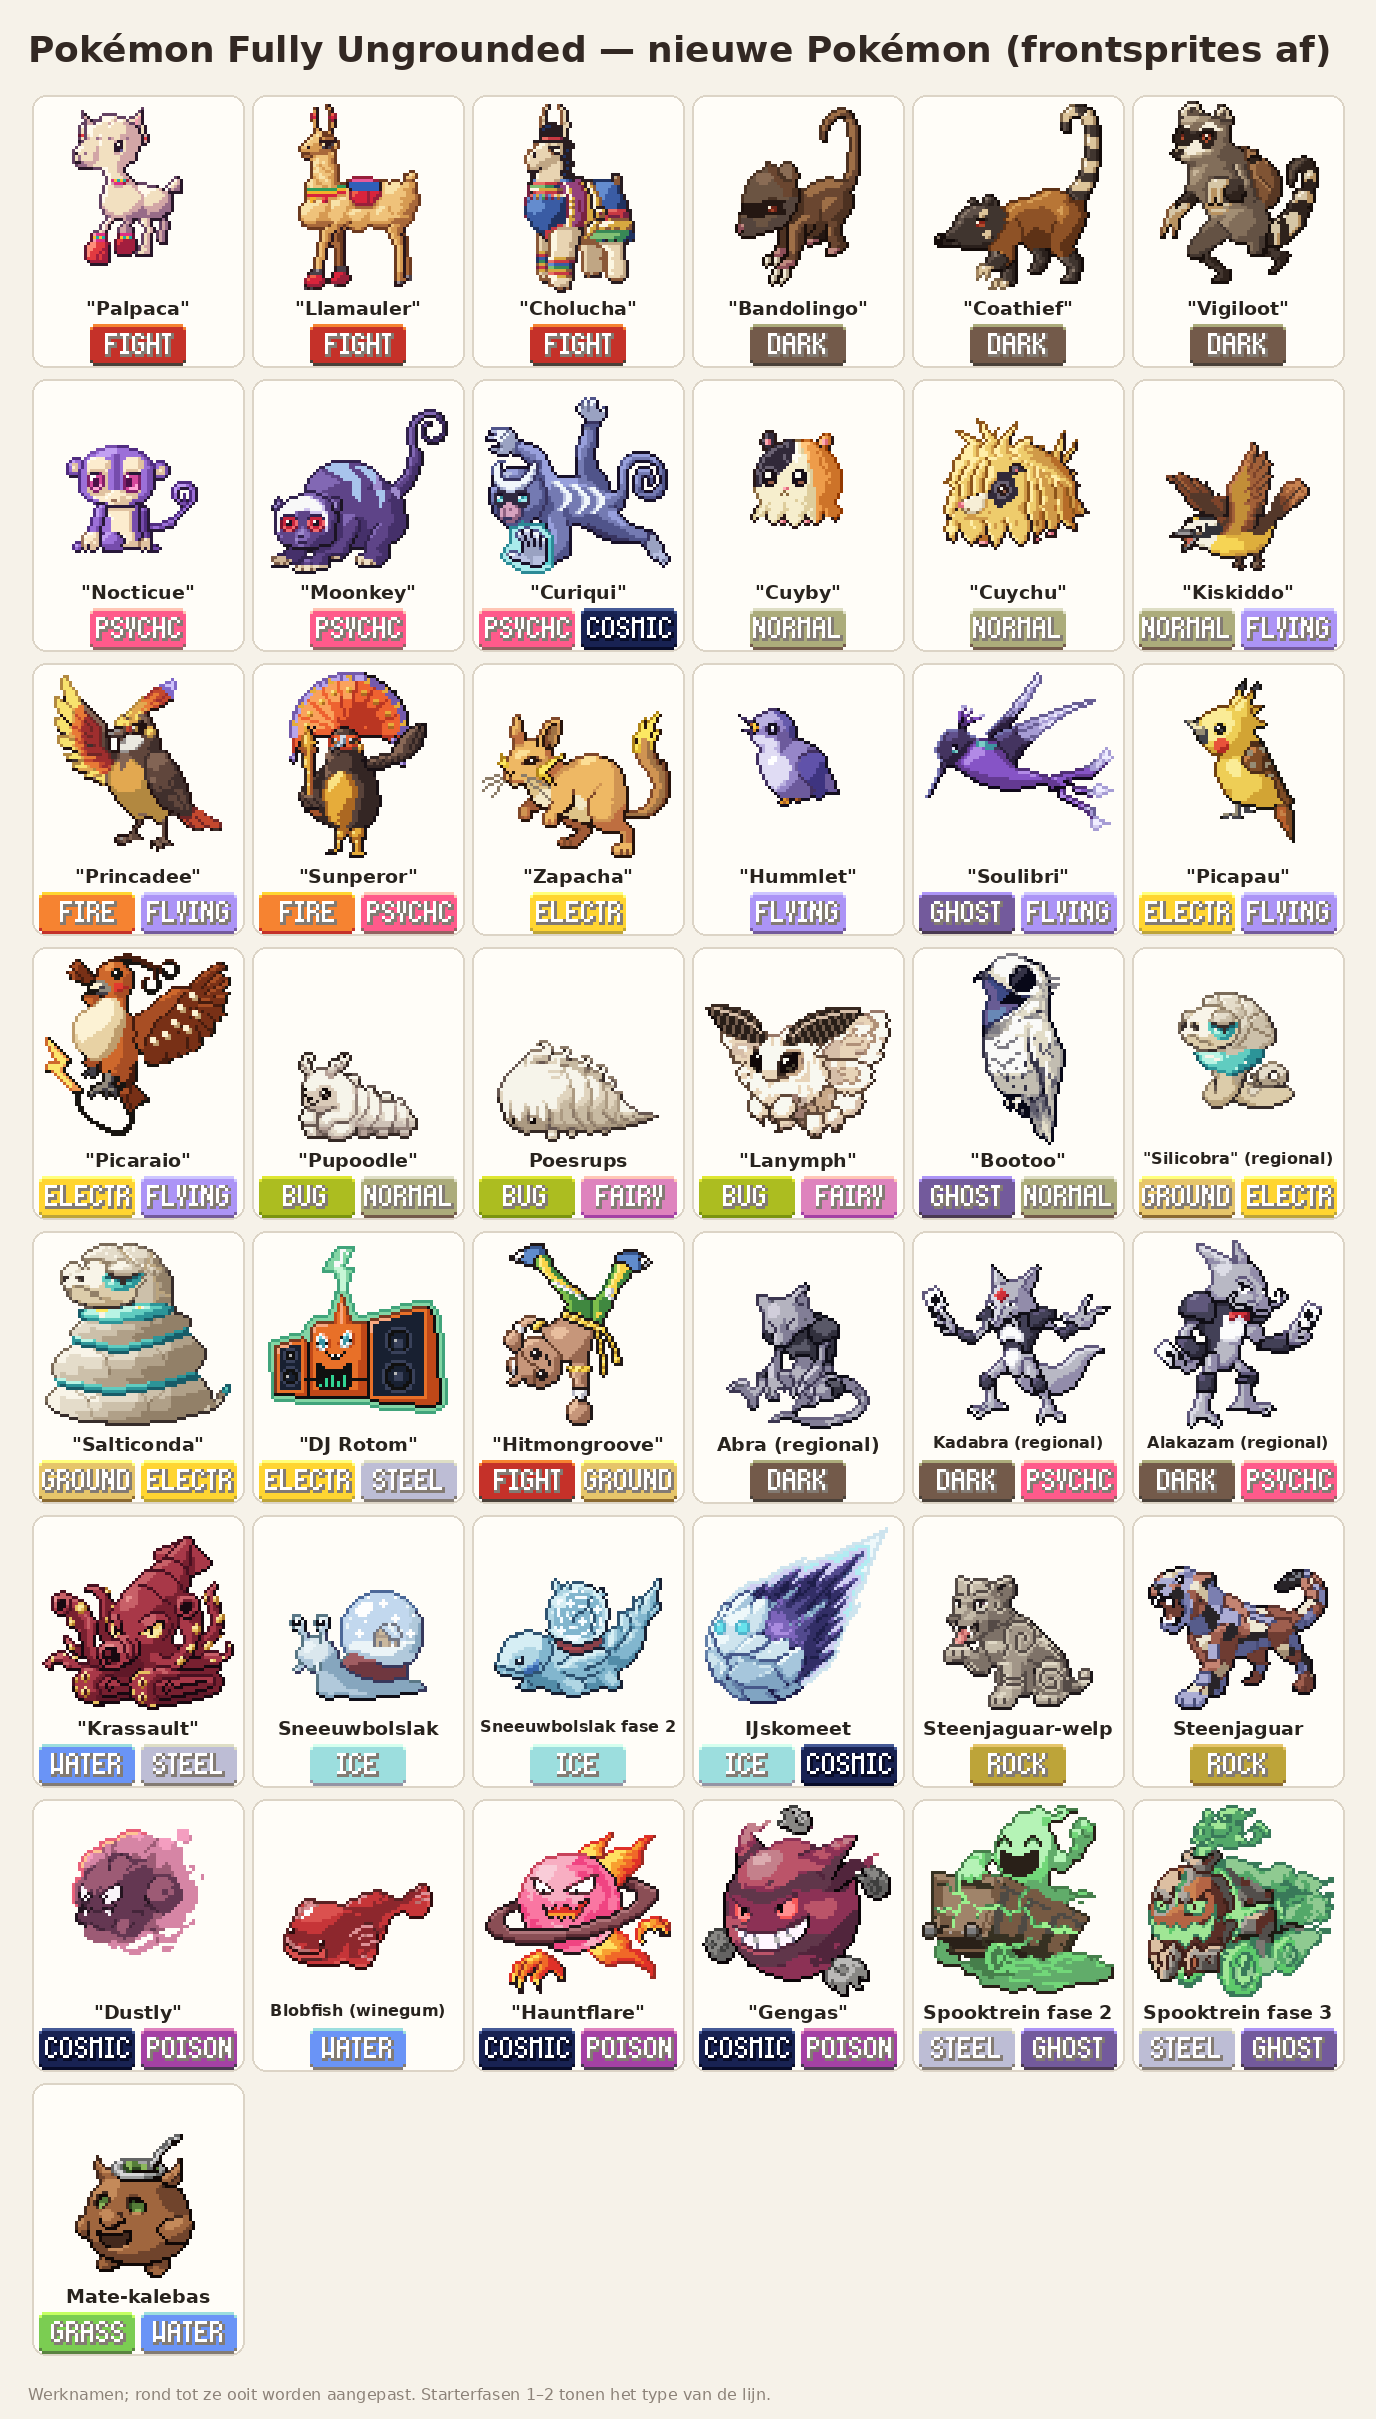 Pokémon Fully Ungrounded — nieuwe Pokémon (frontsprites af)
"Palpaca" "Llamauler" "Cholucha" "Bandolingo" "Coathief" "Vigiloot"
FIGHT FIGHT FIGHT DARK DARK DARK
"Nocticue" "Moonkey" "Curiqui" "Cuyby" "Cuychu" "Kiskiddo"
PSYCHC PSYCHC PSYCHC COSMIC NORMAL NORMAL NORMAL FLYING
"Princadee" "Sunperor" "Zapacha" "Hummlet" "Soulibri" "Picapau"
FIRE FLYING FIRE PSYCHC ELECTR FLYING GHOST FLYING ELECTR FLYING
"Picaraio" "Pupoodle" Poesrups "Lanymph" "Bootoo" "Silicobra" (regional)
ELECTR FLYING BUG NORMAL BUG FAIRY BUG FAIRY GHOST NORMAL GROUND ELECTR
"Salticonda" "DJ Rotom" "Hitmongroove" Abra (regional) Kadabra (regional) Alakazam (regional)
GROUND ELECTR ELECTR STEEL FIGHT GROUND DARK DARK PSYCHC DARK PSYCHC
"Krassault" Sneeuwbolslak Sneeuwbolslak fase 2 IJskomeet Steenjaguar-welp Steenjaguar
WATER STEEL ICE ICE ICE COSMIC ROCK ROCK
"Dustly" Blobfish (winegum) "Hauntflare" "Gengas" Spooktrein fase 2 Spooktrein fase 3
COSMIC POISON WATER COSMIC POISON COSMIC POISON STEEL GHOST STEEL GHOST
Mate-kalebas
GRASS WATER
Werknamen; rond tot ze ooit worden aangepast. Starterfasen 1–2 tonen het type van de lijn.